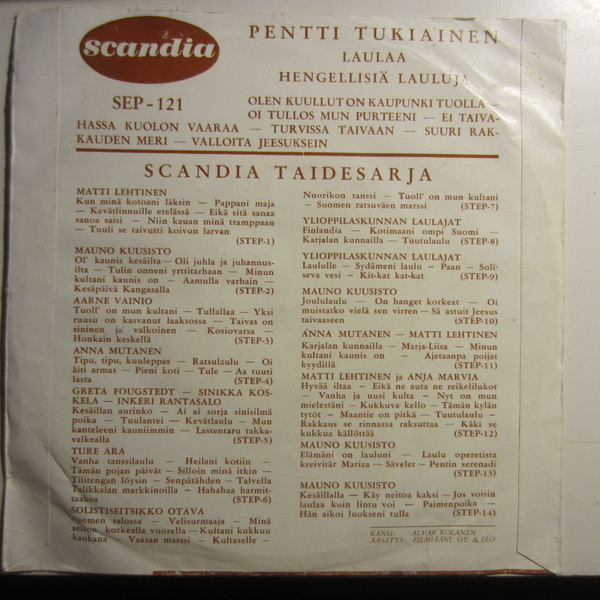 scandia
PENTTI TUKIAINEN
LAULAA
HENGELLISIÄ LAULUJA
SEP-121
OLEN KUULLUT ON KAUPUNKI TUOLLA —
OI TULLOS MUN PURTEENI — EI TAIVA-
HASSA KUOLON VAARAA — TURVISSA TAIVAAN — SUURI RAK-
KAUDEN MERI — VALLOITA JEESUKSEIN
SCANDIA TAIDESARJA
MATTI LEHTINEN
Kun minä kotoani läksin — Pappani maja
— Kevätlinnuille etelässä — Eikä sitä sanaa
sanoa saisi — Niin kauan minä tramppaan
— Tuuli se taivutti koivun larvan
(STEP-1)
MAUNO KUUSISTO
Ol' kaunis kesäilta — Oli juhla ja juhannus-
ilta — Tulin onneni yrttitarhaan — Minun
kultani kaunis on — Aamulla varhain —
Kesäpäivä Kangasalla (STEP-2)
AARNE VAINIO
Tuoll' on mun kultani — Tullallaa — Yksi
ruusu on kasvanut laaksossa — Taivas on
sininen ja valkoinen — Kosiovarsa —
Honkain keskellä (STEP-3)
ANNA MUTANEN
Tipu, tipu, kuuleppas — Ratsulaulu — Oi
äiti armas — Pieni koti — Tule — Aa tuuti
lasta (STEP-4)
GRETA FOUGSTEDT — SINIKKA KOS-
KELA — INKERI RANTASALO
Kesäillan aurinko — Ai ai sorja sinisilmä
poika — Tuulantei — Kevätlaulu — Mun
kanteleeni kauniimmin — Lastentaru takka-
valkealla (STEP-5)
TURE ARA
Vanha tanssilaulu — Heilani kotiin —
Tämän pojan päivät — Silloin minä itkin —
Tilitengan löysin — Senpätähden — Talvella
Talikkalan markkinoilla — Hahahaa harmit-
taakos (STEP-6)
SOLISTISEITSIKKO OTAVA
Suomen salossa — Velisurmaaja — Minä
seison korkealla vuorella — Kultani kukkuu
kaukana — Vaasan marssi — Kultaselle —
Nuorikon tanssi — Tuoll' on mun kultani
— Suomen ratsuväen marssi (STEP-7)
YLIOPPILASKUNNAN LAULAJAT
Finlandia — Kotimaani ompi Suomi —
Karjalan kunnailla — Tuutulaulu (STEP-8)
YLIOPPILASKUNNAN LAULAJAT
Laululle — Sydämeni laulu — Paan — Soli-
seva vesi — Kit-kat kat-kat (STEP-9)
MAUNO KUUSISTO
Joululaulu — On hanget korkeat — Oi
muistatko vielä sen virren — Sä astuit Jeesus
taivaaseen (STEP-10)
ANNA MUTANEN — MATTI LEHTINEN
Karjalan kunnailla — Marja-Liisa — Minun
kultani kaunis on — Ajetaanpa poijat
kyydillä (STEP-11)
MATTI LEHTINEN ja ANJA MARVIA
Hyvää iltaa — Eikä ne auta ne reikelilukot
— Vanha ja uusi kulta — Nyt on mun
mielestäni — Kukkuva kello — Tämän kylän
tytöt — Maantie on pitkä — Tuutulaulu —
Rakkaus se rinnassa raksuttaa — Käki se
kukkua källöttää (STEP-12)
MAUNO KUUSISTO
Elämäni on lauluni — Laulu operetista
kreivitär Mariza — Sävelet — Pentin serenadi
(STEP-13)
MAUNO KUUSISTO
Kesäillalla — Käy neitoa kaksi — Jos voisin
laulaa kuin lintu voi — Paimenpoika —
Hän aikoi luokseni tulla (STEP-14)
KANSI: ALVAR KOLANEN
ÄÄNITYS: FILMIÄÄNI OY. A. ELO